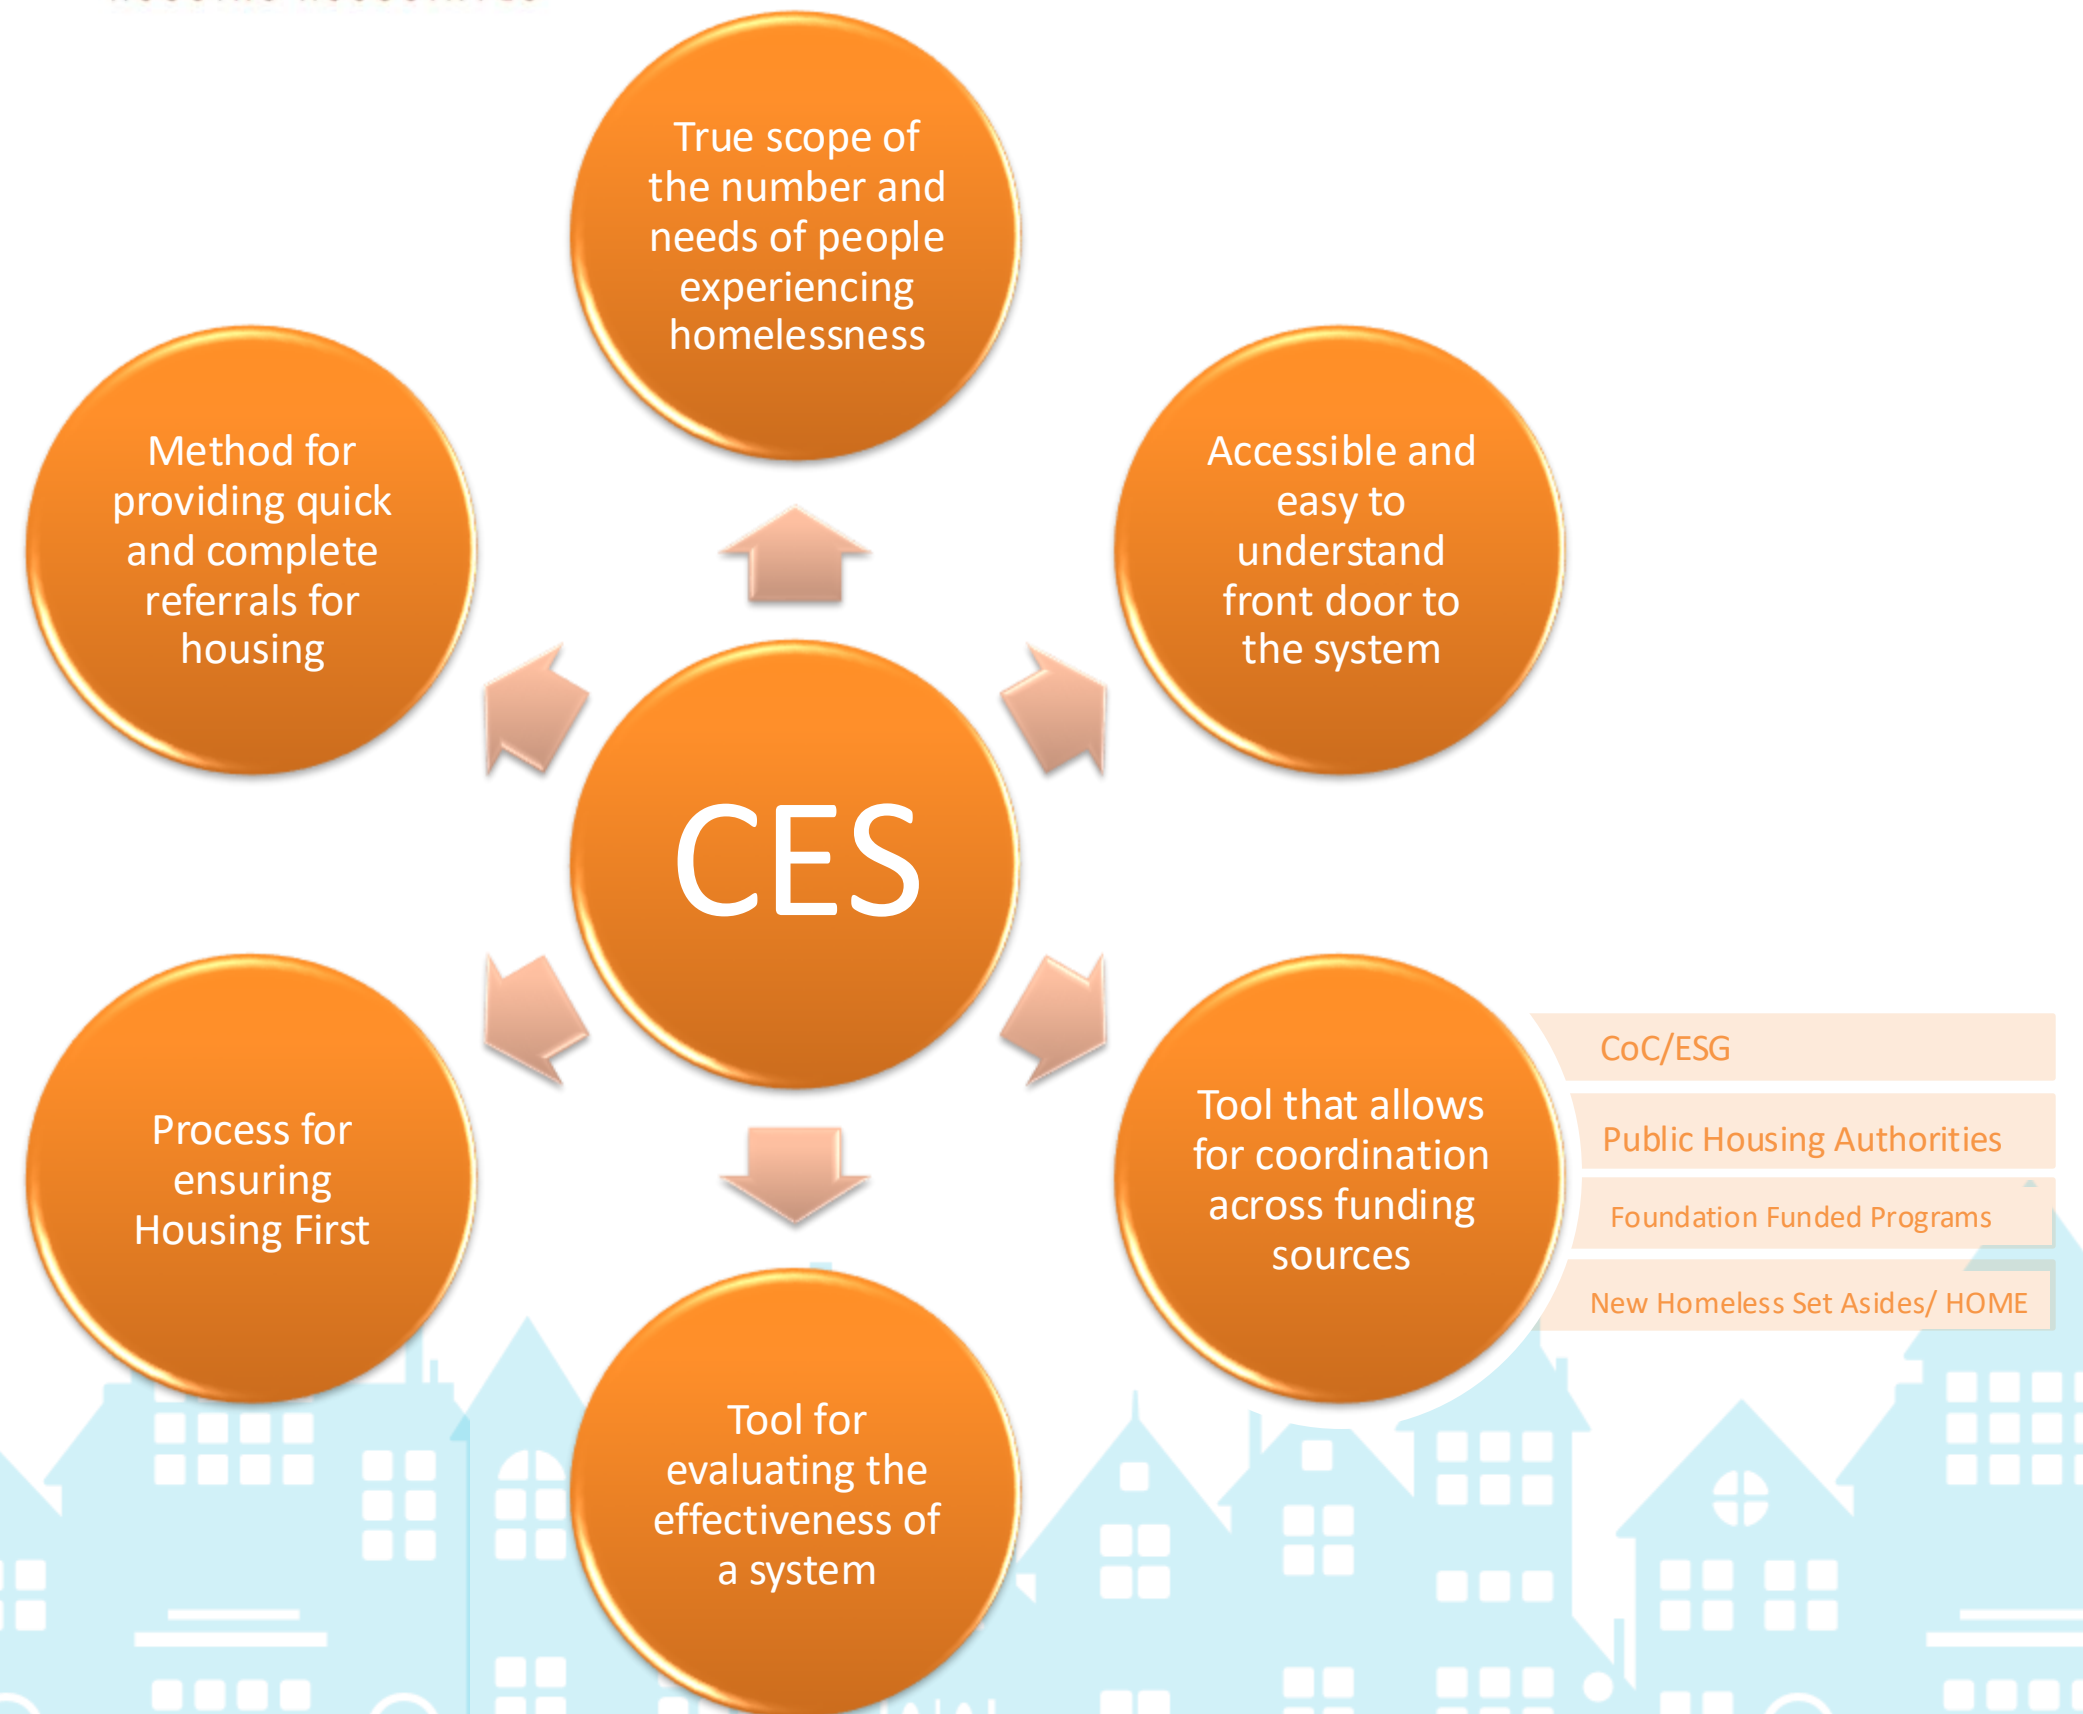 True scope of
the number and
needs of people
experiencing
homelessness
Method for
providing quick
and complete
referrals for
housing
Accessible and
easy to
understand
front door to
the system
CES
Process for
ensuring
Housing First
Tool that allows
for coordination
across funding
sources
CoC/ESG
Public Housing Authorities
Foundation Funded Programs
New Homeless Set Asides/ HOME
Tool for
evaluating the
effectiveness of
a system